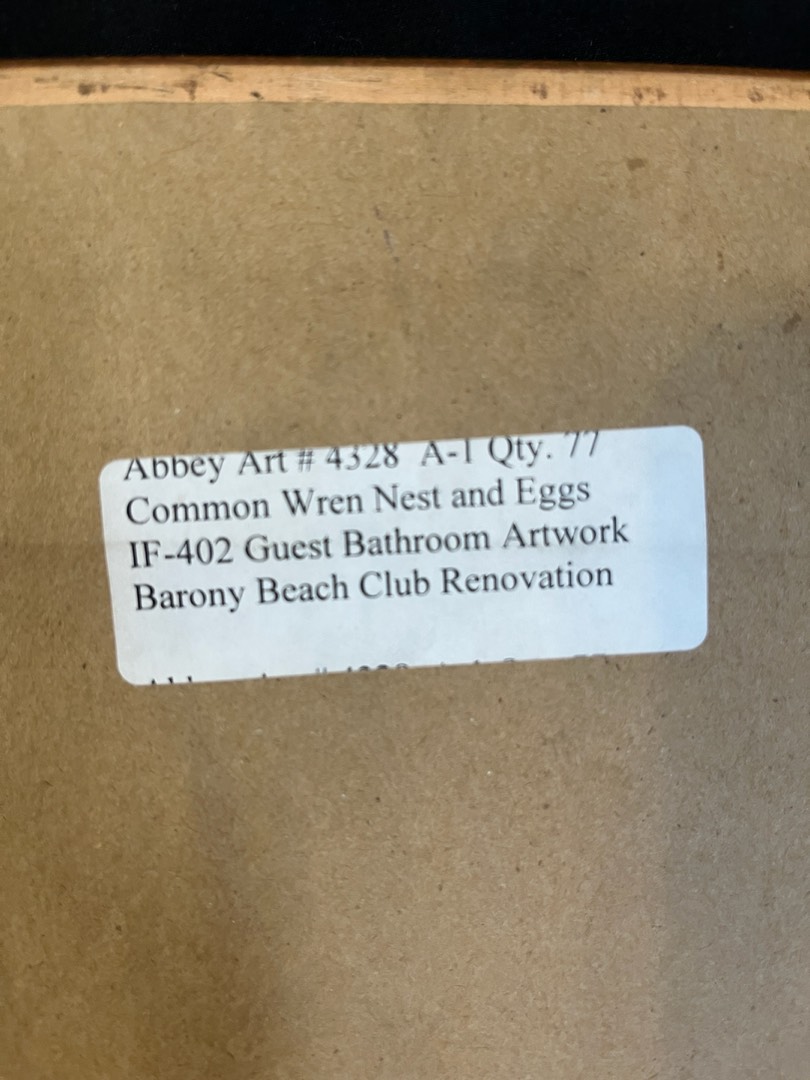 Abbey Art # 4328 A-1 Qty. 77
Common Wren Nest and Eggs
IF-402 Guest Bathroom Artwork
Barony Beach Club Renovation